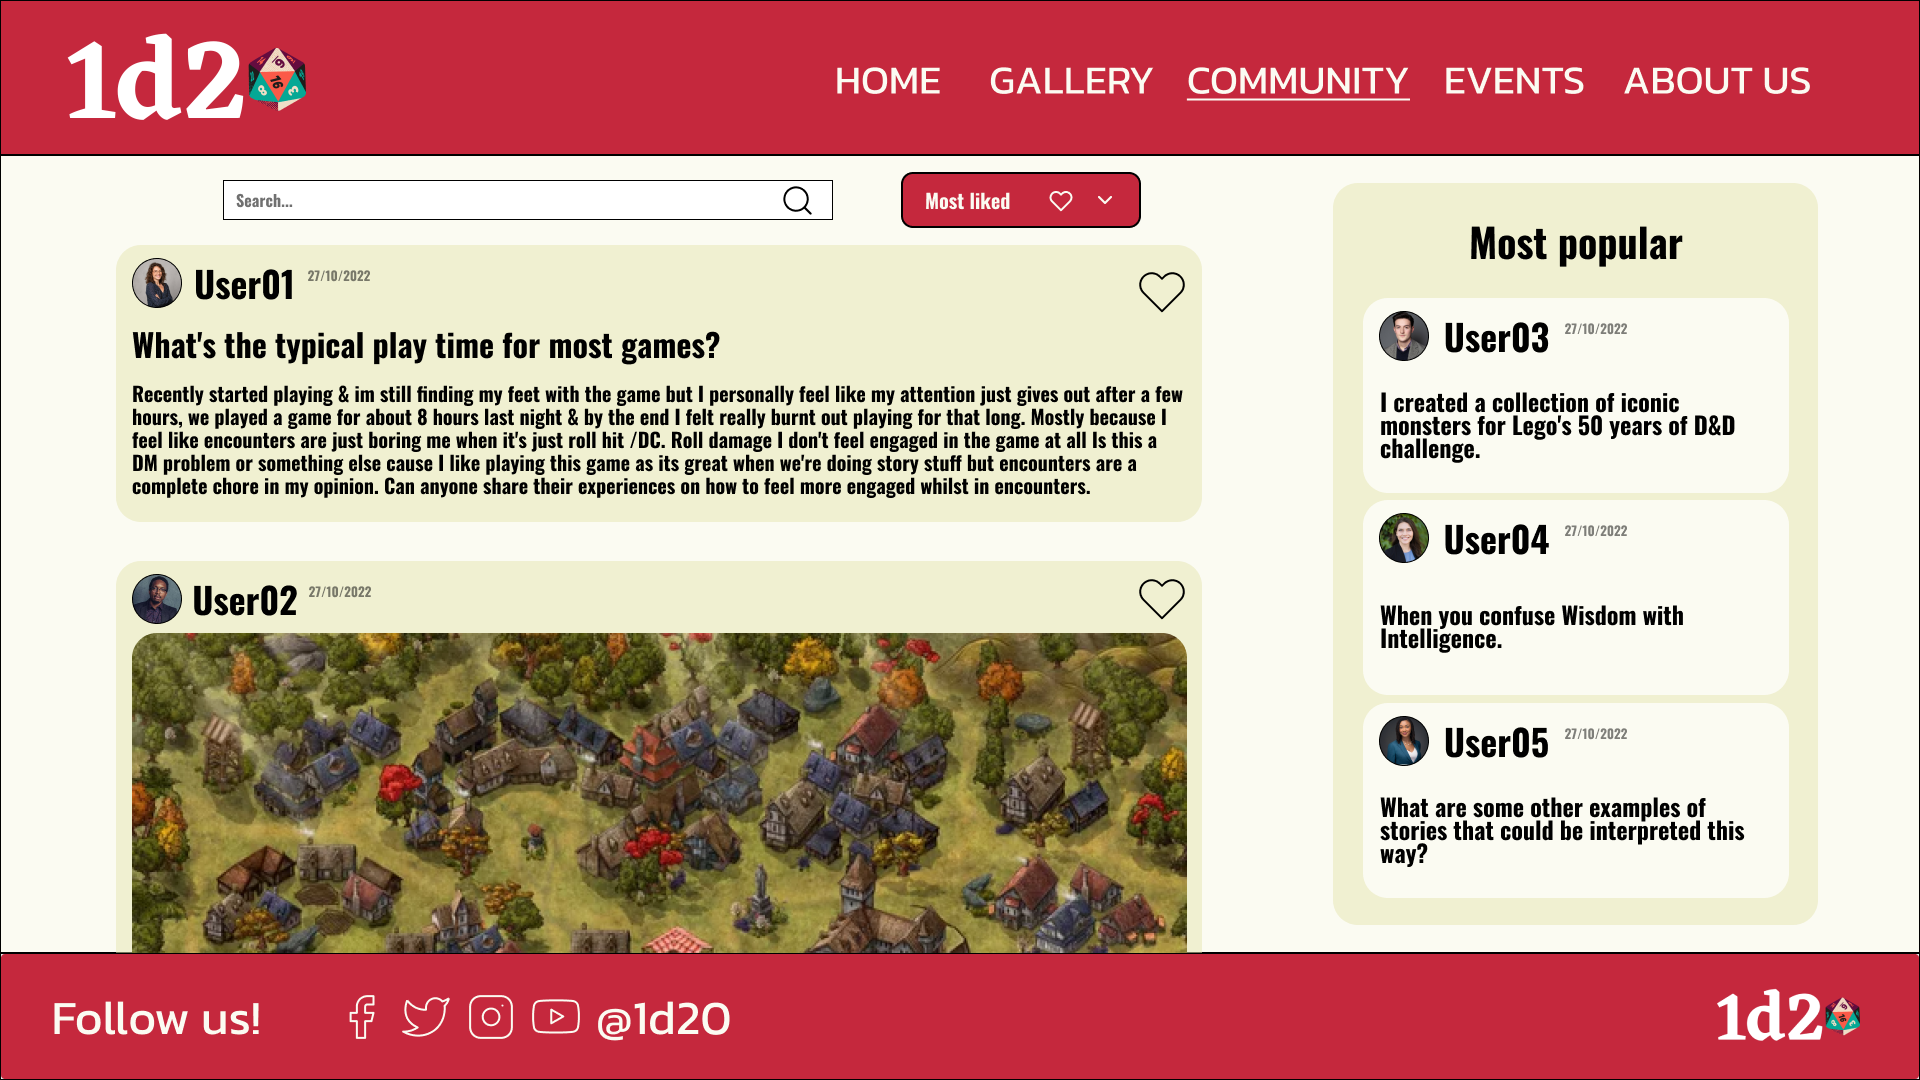 1d2
HOME GALLERY COMMUNITY EVENTS ABOUT US
Search...
Most liked
User01 27/10/2022
What's the typical play time for most games?
Recently started playing & im still finding my feet with the game but I personally feel like my attention just gives out after a few
hours, we played a game for about 8 hours last night & by the end I felt really burnt out playing for that long. Mostly because I
feel like encounters are just boring me when it's just roll hit /DC. Roll damage I don't feel engaged in the game at all Is this a
DM problem or something else cause I like playing this game as its great when we're doing story stuff but encounters are a
complete chore in my opinion. Can anyone share their experiences on how to feel more engaged whilst in encounters.
User02 27/10/2022
Most popular
User03 27/10/2022
I created a collection of iconic
monsters for Lego's 50 years of D&D
challenge.
User04 27/10/2022
When you confuse Wisdom with
Intelligence.
User05 27/10/2022
What are some other examples of
stories that could be interpreted this
way?
Follow us!
@1d20
1d2